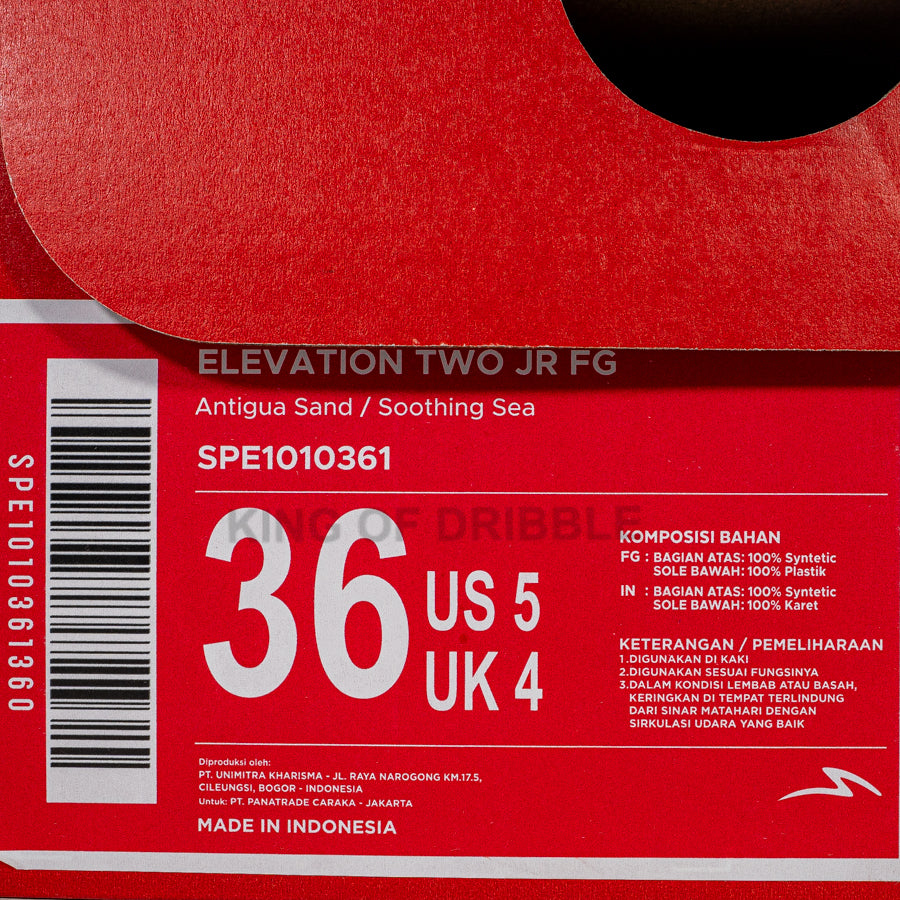 ELEVATION TWO JR FG
Antigua Sand / Soothing Sea
SPE1010361
SPE1010361360
KING OF DRIBBLE
36
US 5
UK 4
KOMPOSISI BAHAN
FG : BAGIAN ATAS: 100% Syntetic
SOLE BAWAH: 100% Plastik
IN : BAGIAN ATAS: 100% Syntetic
SOLE BAWAH: 100% Karet
KETERANGAN / PEMELIHARAAN
1.DIGUNAKAN DI KAKI
2.DIGUNAKAN SESUAI FUNGSINYA
3.DALAM KONDISI LEMBAB ATAU BASAH,
KERINGKAN DI TEMPAT TERLINDUNG
DARI SINAR MATAHARI DENGAN
SIRKULASI UDARA YANG BAIK
Diproduksi oleh:
PT. UNIMITRA KHARISMA - JL. RAYA NAROGONG KM.17.5,
CILEUNGSI, BOGOR - INDONESIA
Untuk: PT. PANATRADE CARAKA - JAKARTA
MADE IN INDONESIA